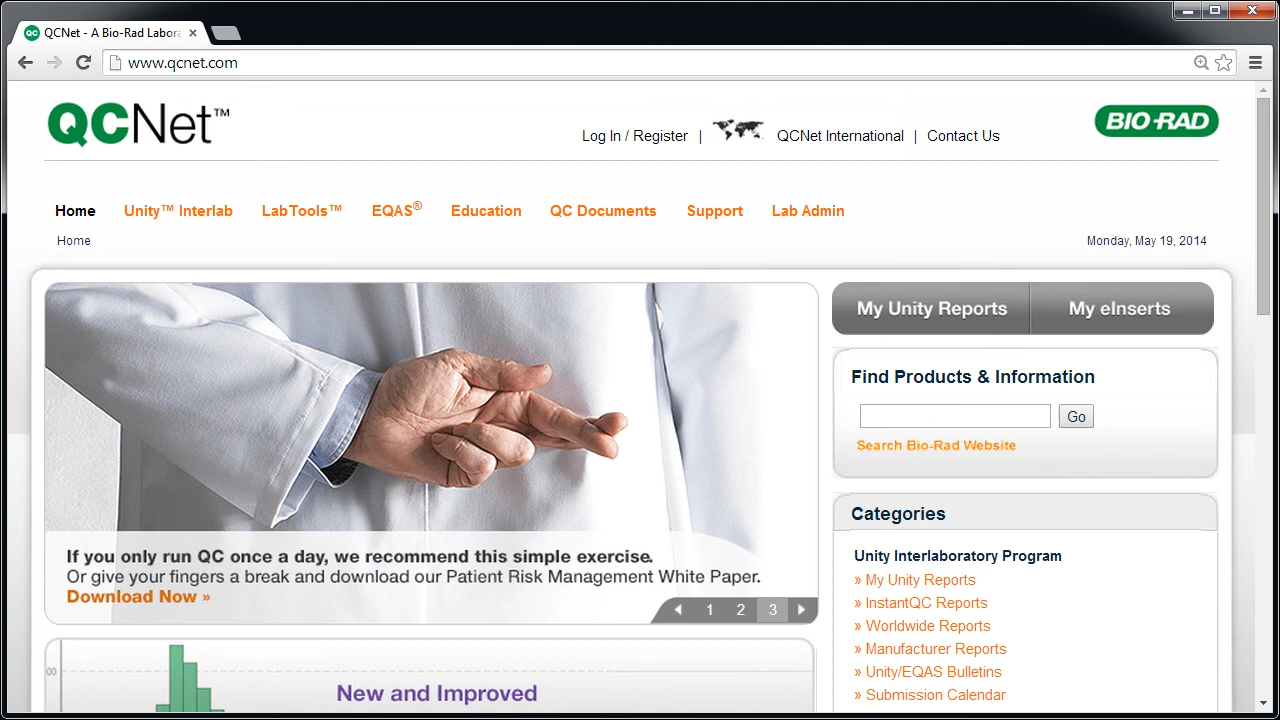 QCNet - A Bio-Rad Labora
www.qcnet.com
QCNet™
Log In / Register | QCNet International | Contact Us
BIO-RAD
Home Unity™ Interlab LabTools™ EQAS® Education QC Documents Support Lab Admin
Home
Monday, May 19, 2014
My Unity Reports My eInserts
Find Products & Information
Go
Search Bio-Rad Website
If you only run QC once a day, we recommend this simple exercise.
Or give your fingers a break and download our Patient Risk Management White Paper.
Download Now »
1 2 3
Categories
Unity Interlaboratory Program
» My Unity Reports
» InstantQC Reports
» Worldwide Reports
» Manufacturer Reports
» Unity/EQAS Bulletins
» Submission Calendar
00
New and Improved